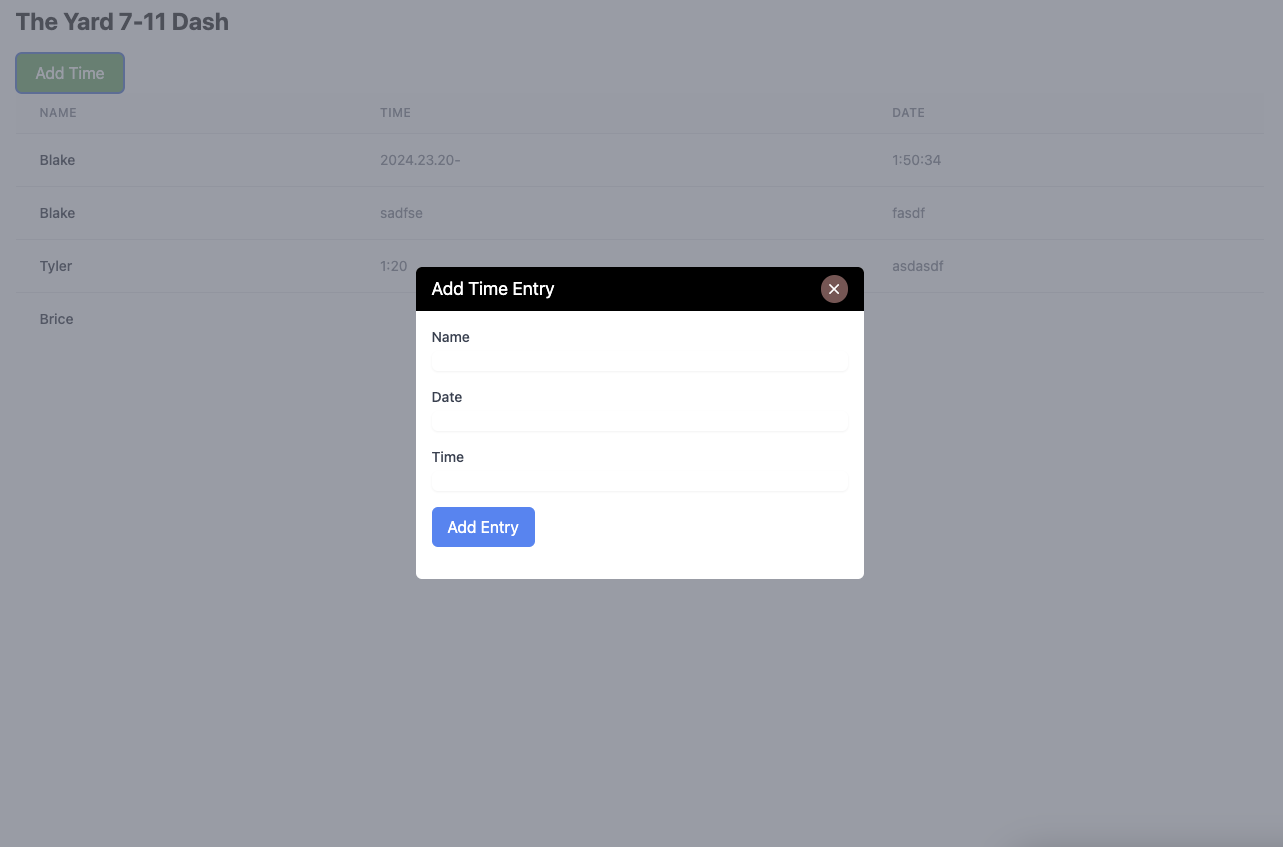 The Yard 7-11 Dash
Add Time
NAME TIME DATE
Blake 2024.23.20- 1:50:34
Blake sadfse fasdf
Tyler 1:20 asdasdf
Brice
Add Time Entry
Name
Date
Time
Add Entry